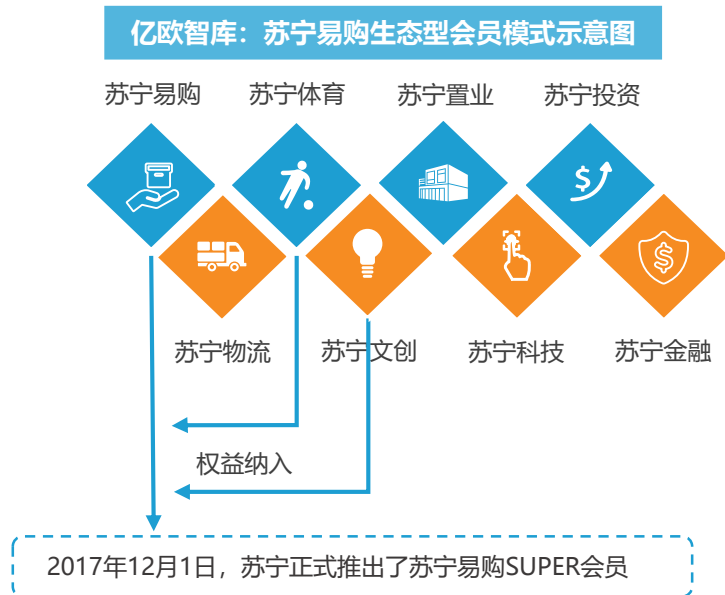 亿欧智库：苏宁易购生态型会员模式示意图
苏宁易购 苏宁体育 苏宁置业 苏宁投资
苏宁物流 苏宁文创 苏宁科技 苏宁金融
权益纳入
2017年12月1日，苏宁正式推出了苏宁易购SUPER会员